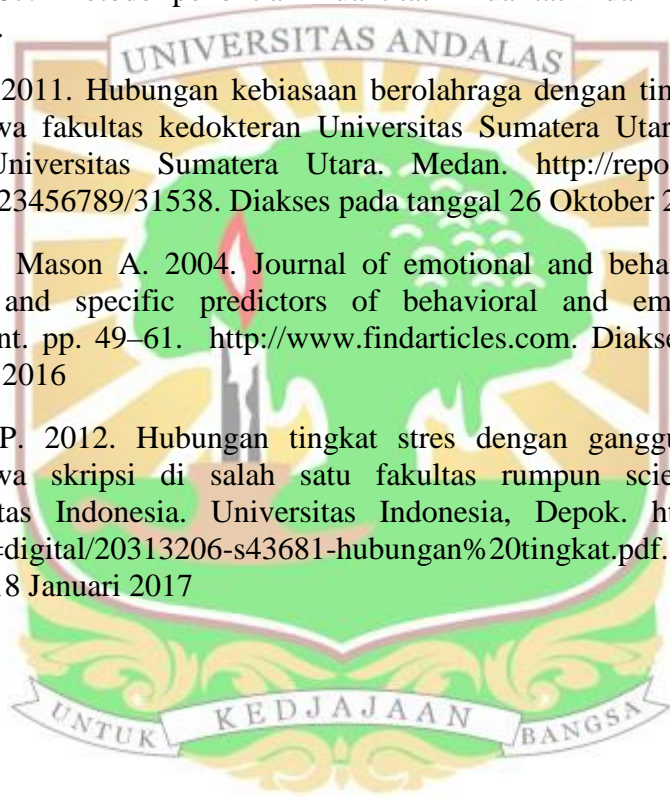 UNIVERSITAS ANDALAS
2011. Hubungan kebiasaan berolahraga dengan tin
wa fakultas kedokteran Universitas Sumatera Utar
Universitas Sumatera Utara. Medan. http://repo
23456789/31538. Diakses pada tanggal 26 Oktober 2
Mason A. 2004. Journal of emotional and beha
and specific predictors of behavioral and em
nt. pp. 49–61. http://www.findarticles.com. Diakse
2016
P. 2012. Hubungan tingkat stres dengan ganggu
wa skripsi di salah satu fakultas rumpun scie
tas Indonesia. Universitas Indonesia, Depok. h
=digital/20313206-s43681-hubungan%20tingkat.pdf.
18 Januari 2017
UNTUK KEDJAJAAN BANGSA